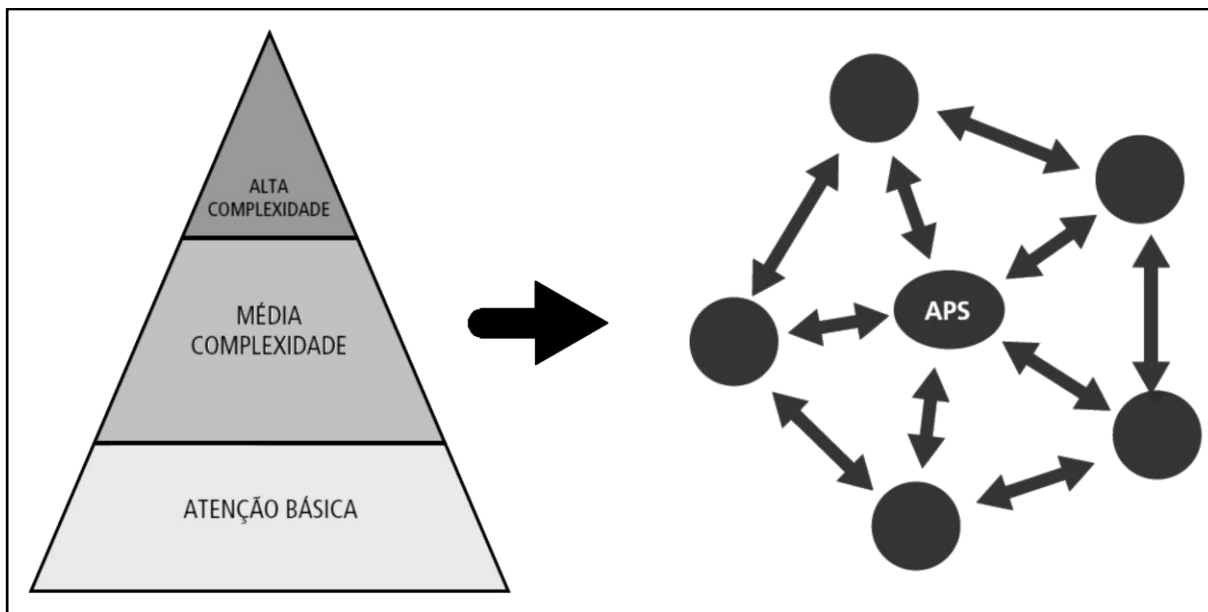 ALTA
COMPLEXIDADE
MÉDIA
COMPLEXIDADE
ATENÇÃO BÁSICA
APS